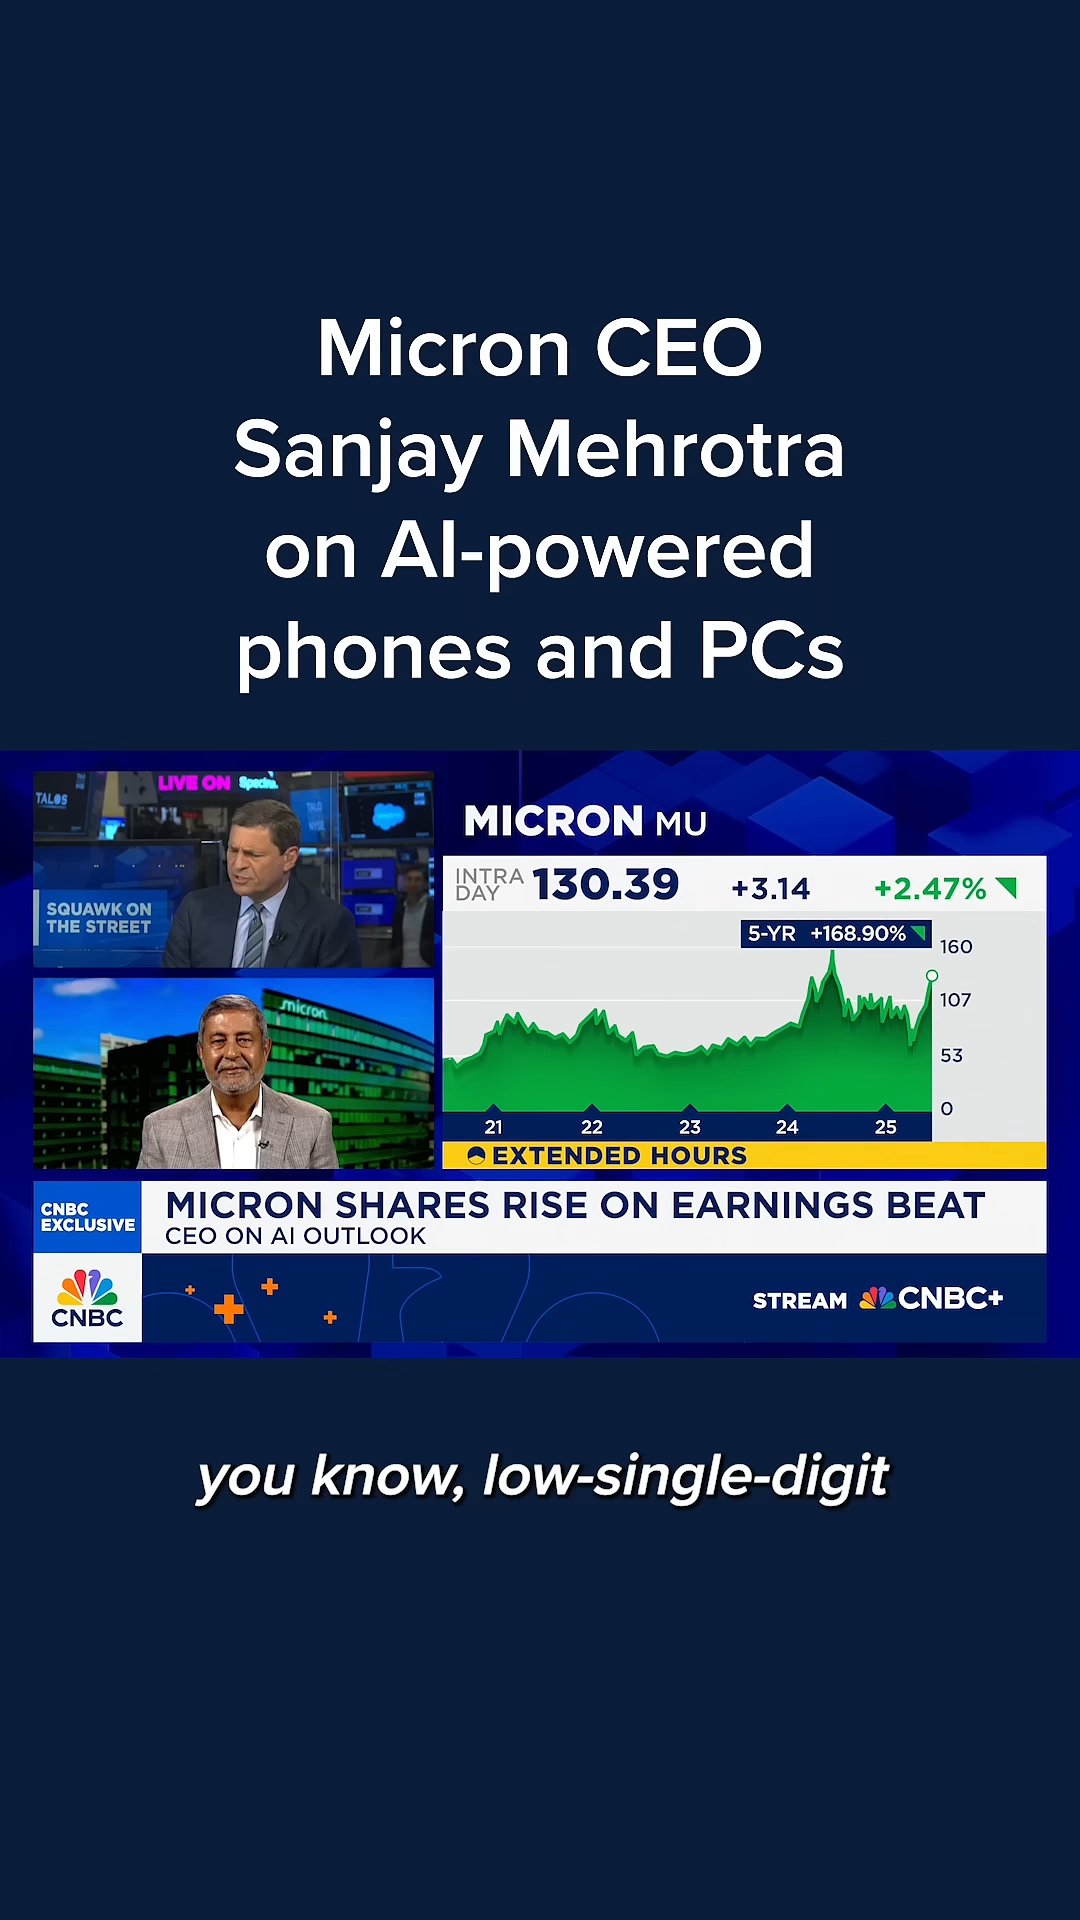 Micron CEO
Sanjay Mehrotra
on AI-powered
phones and PCs
LIVE ON
TALOS
SQUAWK ON
THE STREET
micron
MICRON MU
INTRA
DAY
130.39 +3.14 +2.47%
5-YR +168.90%
160
107
53
0
21 22 23 24 25
EXTENDED HOURS
CNBC
EXCLUSIVE
MICRON SHARES RISE ON EARNINGS BEAT
CEO ON AI OUTLOOK
CNBC
STREAM CNBC+
you know, low-single-digit